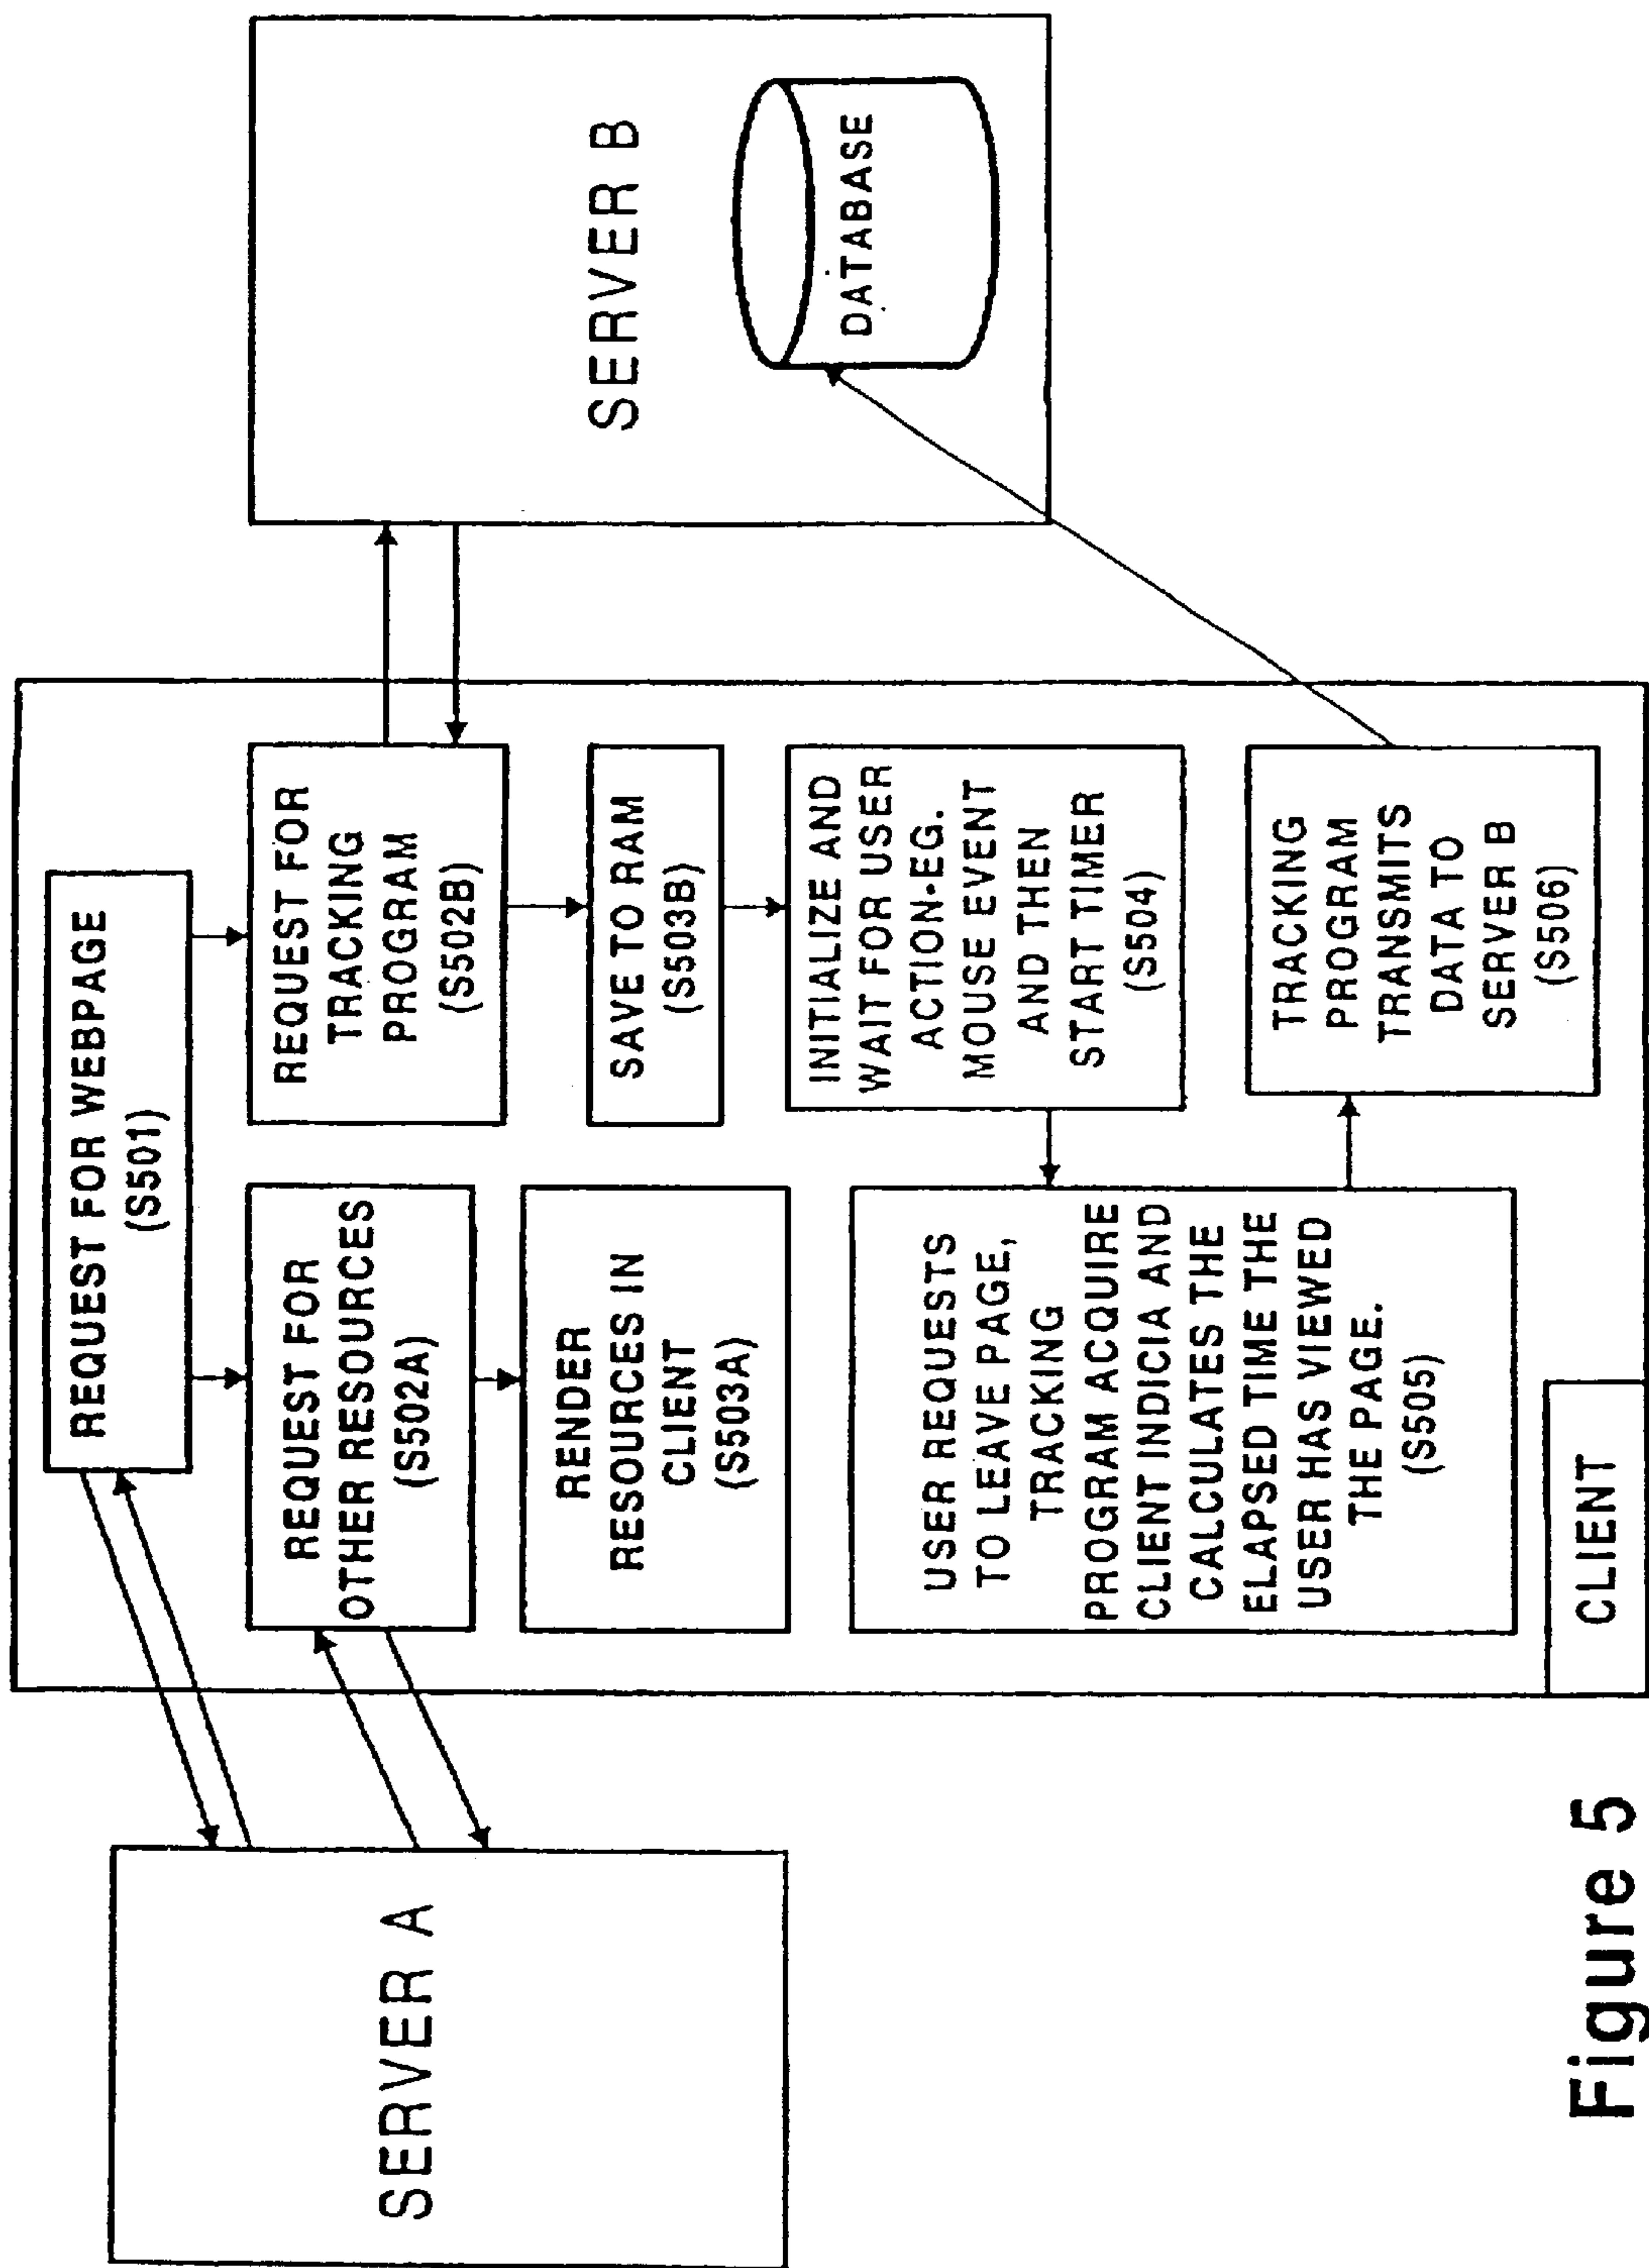 SERVER A
REQUEST FOR WEBPAGE
(S501)
REQUEST FOR
OTHER RESOURCES
(S502A)
RENDER
RESOURCES IN
CLIENT
(S503A)
REQUEST FOR
TRACKING
PROGRAM
(S502B)
SAVE TO RAM
(S503B)
INITIALIZE AND
WAIT FOR USER
ACTION-EG.
MOUSE EVENT
AND THEN
START TIMER
(S504)
USER REQUESTS
TO LEAVE PAGE,
TRACKING
PROGRAM ACQUIRE
CLIENT INDICIA AND
CALCULATES THE
ELAPSED TIME THE
USER HAS VIEWED
THE PAGE.
(S505)
TRACKING
PROGRAM
TRANSMITS
DATA TO
SERVER B
(S506)
CLIENT
SERVER B
DATABASE
Figure 5